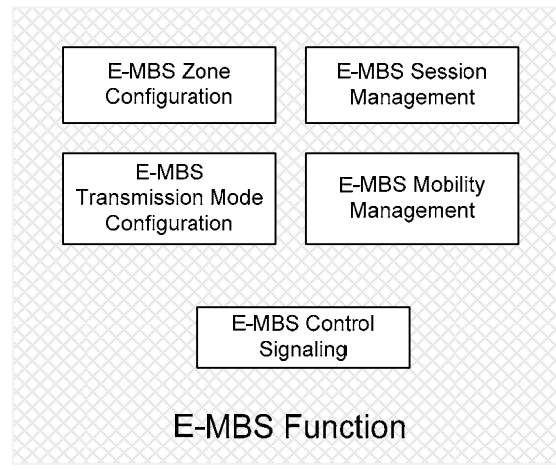 E-MBS Zone
Configuration
E-MBS Session
Management
E-MBS
Transmission Mode
Configuration
E-MBS Mobility
Management
E-MBS Control
Signaling
E-MBS Function